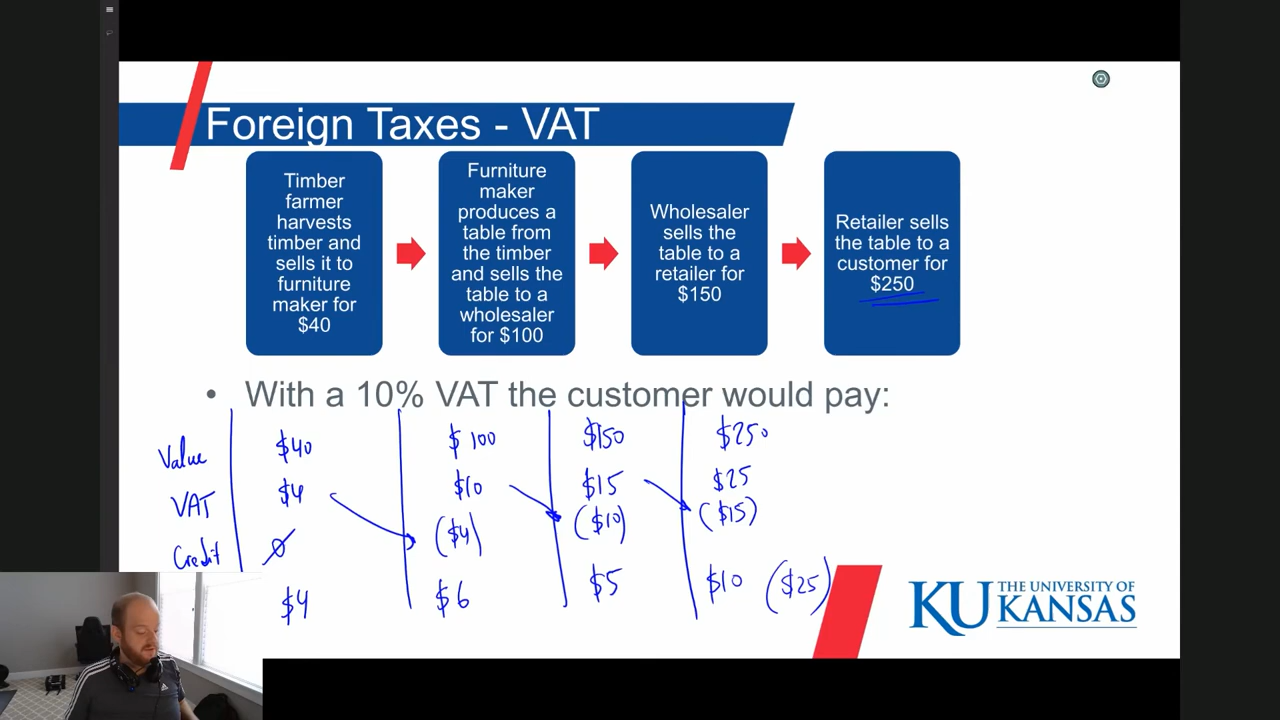 Foreign Taxes - VAT
Timber
farmer
harvests
timber and
sells it to
furniture
maker for
$40
Furniture
maker
produces a
table from
the timber
and sells the
table to a
wholesaler
for $100
Wholesaler
sells the
table to a
retailer for
$150
Retailer sells
the table to a
customer for
$250
• With a 10% VAT the customer would pay:
Value $40 $100 $150 $250
VAT $4 $10 $15 $25
Credit 0 ($4) ($10) ($15)
$4 $6 $5 $10 ($25)
KU THE UNIVERSITY OF
KANSAS